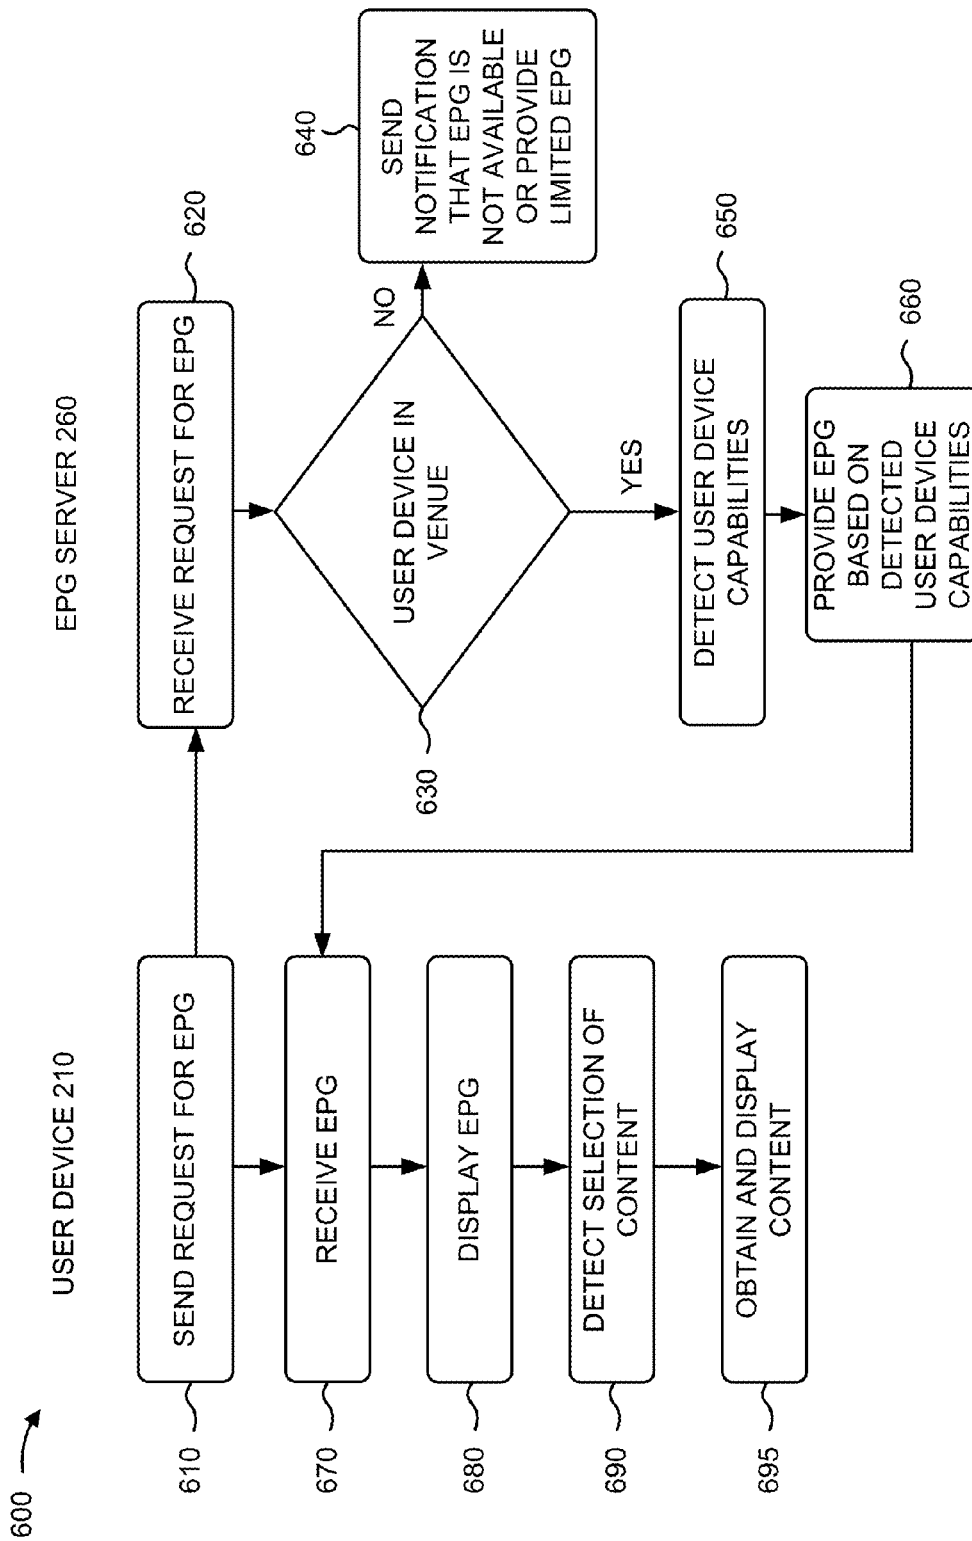 600
USER DEVICE 210
610
SEND REQUEST FOR EPG
670
RECEIVE EPG
680
DISPLAY EPG
690
DETECT SELECTION OF
CONTENT
695
OBTAIN AND DISPLAY
CONTENT
EPG SERVER 260
RECEIVE REQUEST FOR EPG
620
630
USER DEVICE IN
VENUE
NO
640
SEND
NOTIFICATION
THAT EPG IS
NOT AVAILABLE
OR PROVIDE
LIMITED EPG
YES
DETECT USER DEVICE
CAPABILITIES
650
PROVIDE EPG
BASED ON
DETECTED
USER DEVICE
CAPABILITIES
660